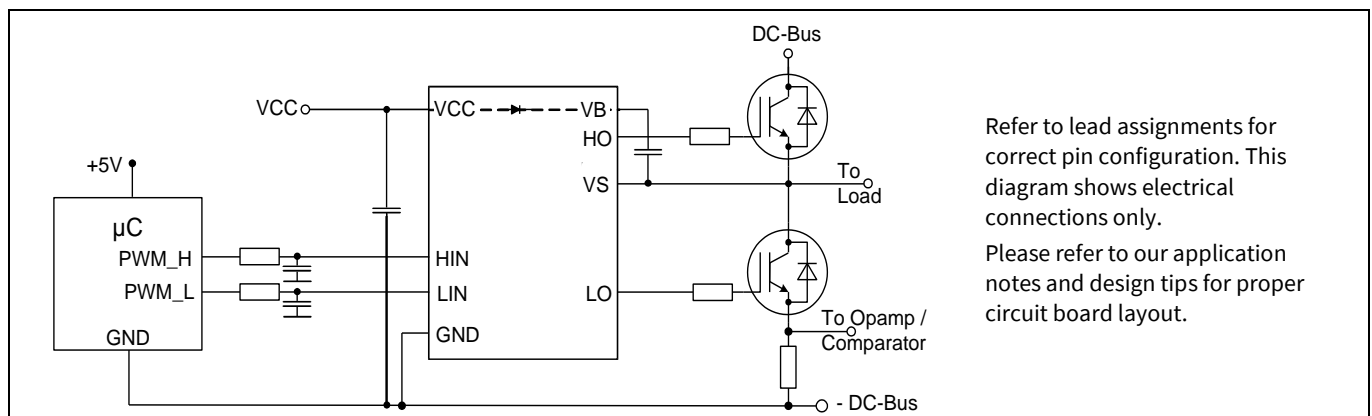 DC-Bus
VCC
VCC
VB
HO
+5V
VS
To
Load
µC
PWM_H
HIN
PWM_L
LIN
LO
GND
GND
To Opamp /
Comparator
- DC-Bus
Refer to lead assignments for
correct pin configuration. This
diagram shows electrical
connections only.
Please refer to our application
notes and design tips for proper
circuit board layout.